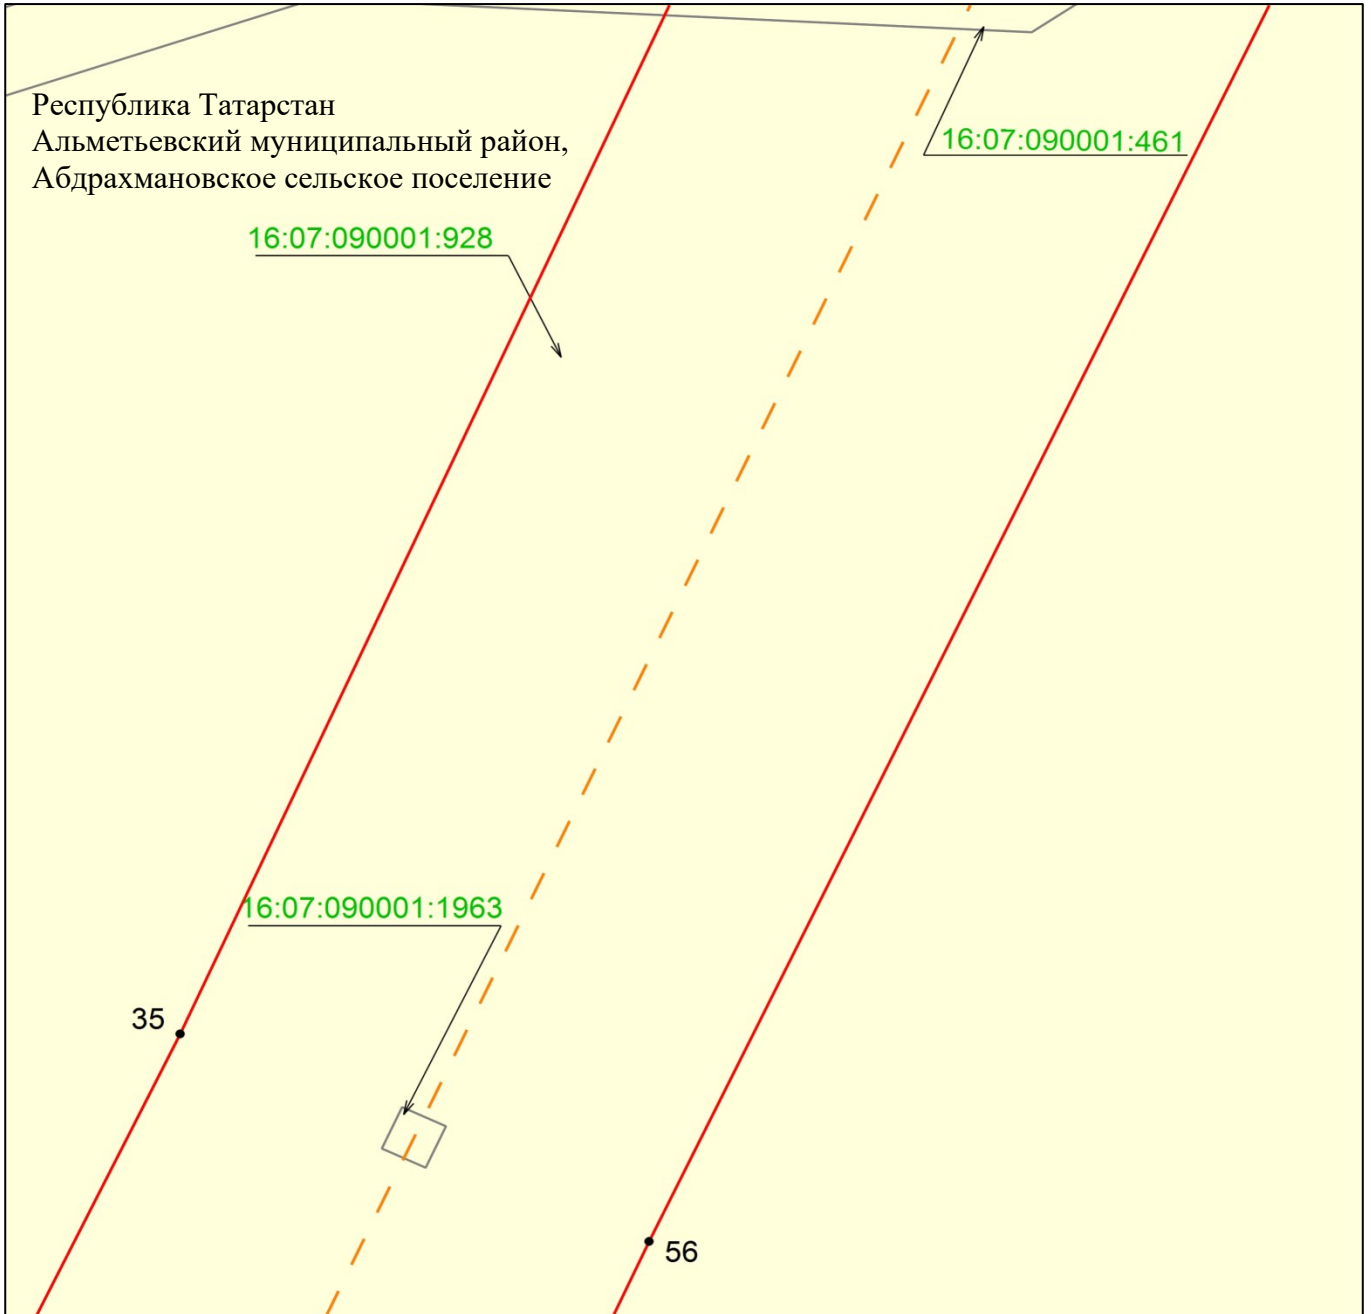 Республика Татарстан
Альметьевский муниципальный район,
Абдрахмановское сельское поселение
16:07:090001:461
16:07:090001:928
16:07:090001:1963
35
56